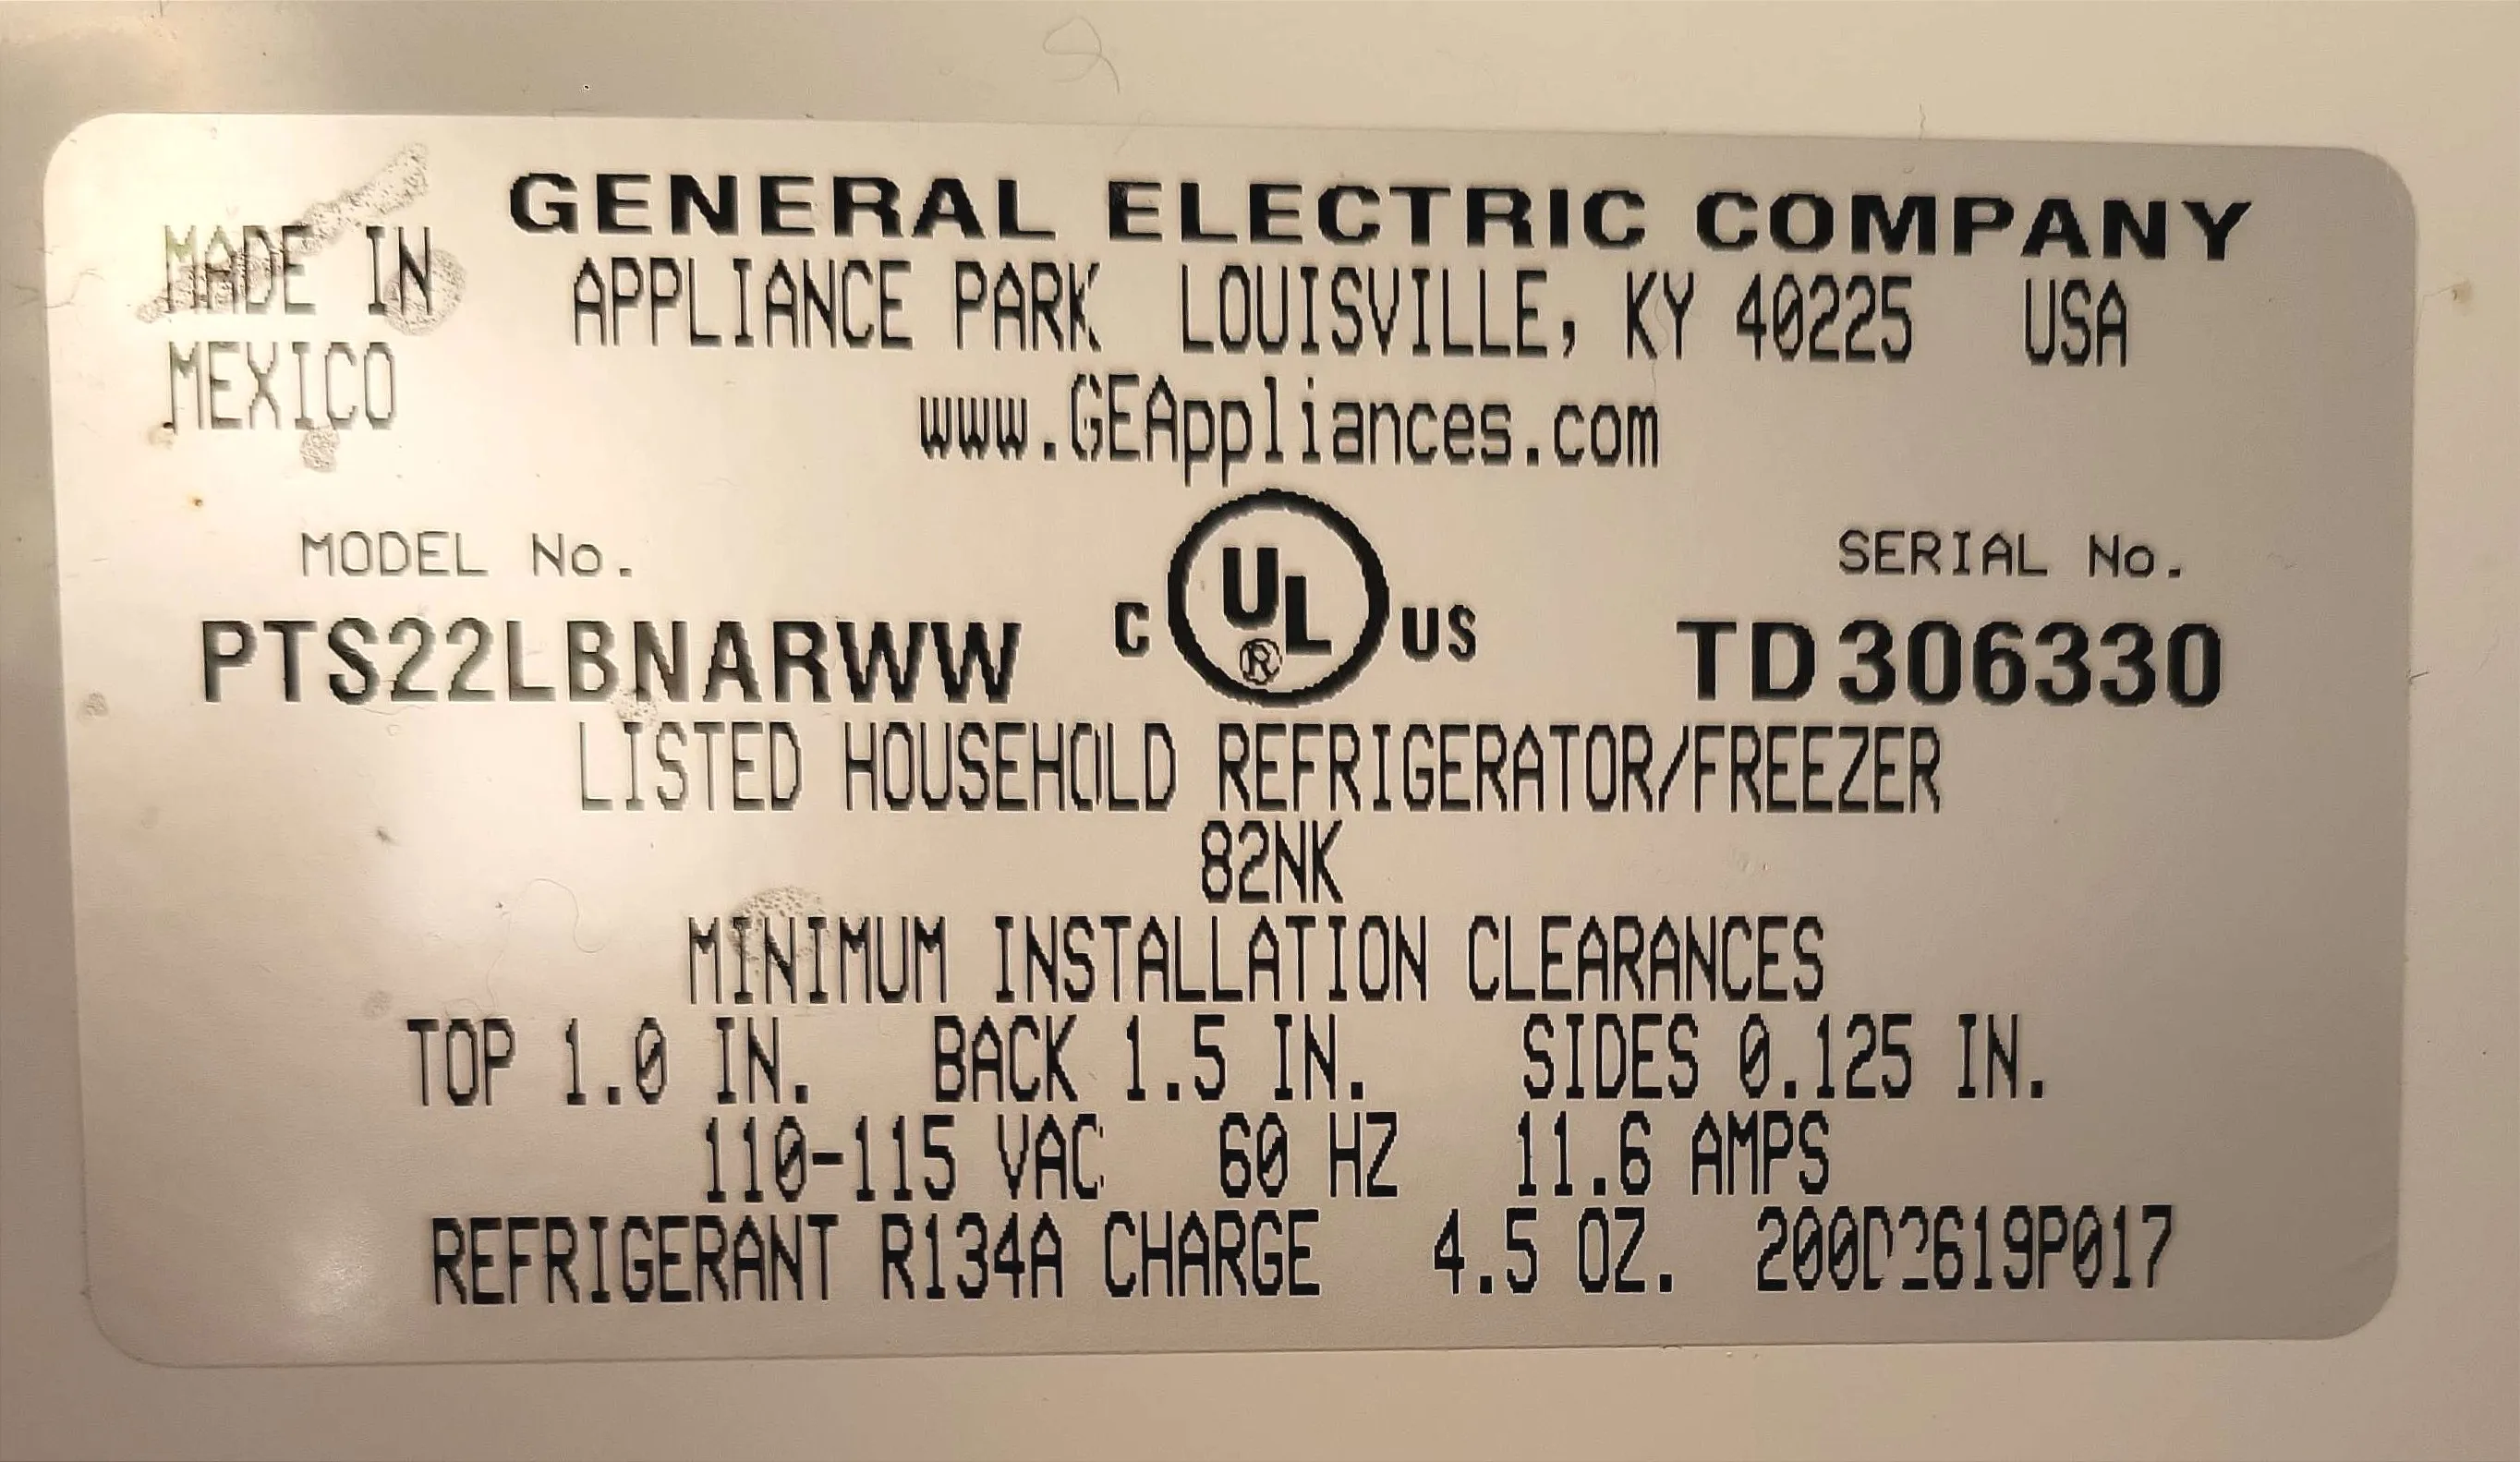 GENERAL ELECTRIC COMPANY
MADE IN
MEXICO
APPLIANCE PARK LOUISVILLE, KY 40225 USA
www.GEAppliances.com
MODEL No.
PTS22LBNARWW
C UL US
®
SERIAL No.
TD306330
LISTED HOUSEHOLD REFRIGERATOR/FREEZER
82NK
MINIMUM INSTALLATION CLEARANCES
TOP 1.0 IN. BACK 1.5 IN. SIDES 0.125 IN.
110-115 VAC 60 HZ 11.6 AMPS
REFRIGERANT R134A CHARGE 4.5 OZ. 200D2619P017